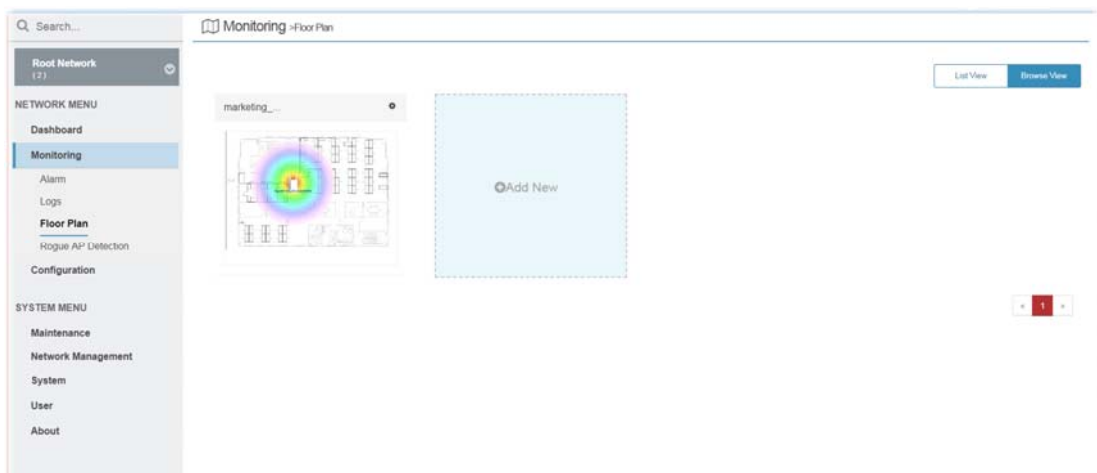 Search...
Monitoring >Floor Plan
Root Network
(2)
List View
Browse View
NETWORK MENU
marketing_...
Dashboard
Monitoring
Alarm
Logs
Floor Plan
Rogue AP Detection
Configuration
Add New
SYSTEM MENU
« 1 »
Maintenance
Network Management
System
User
About